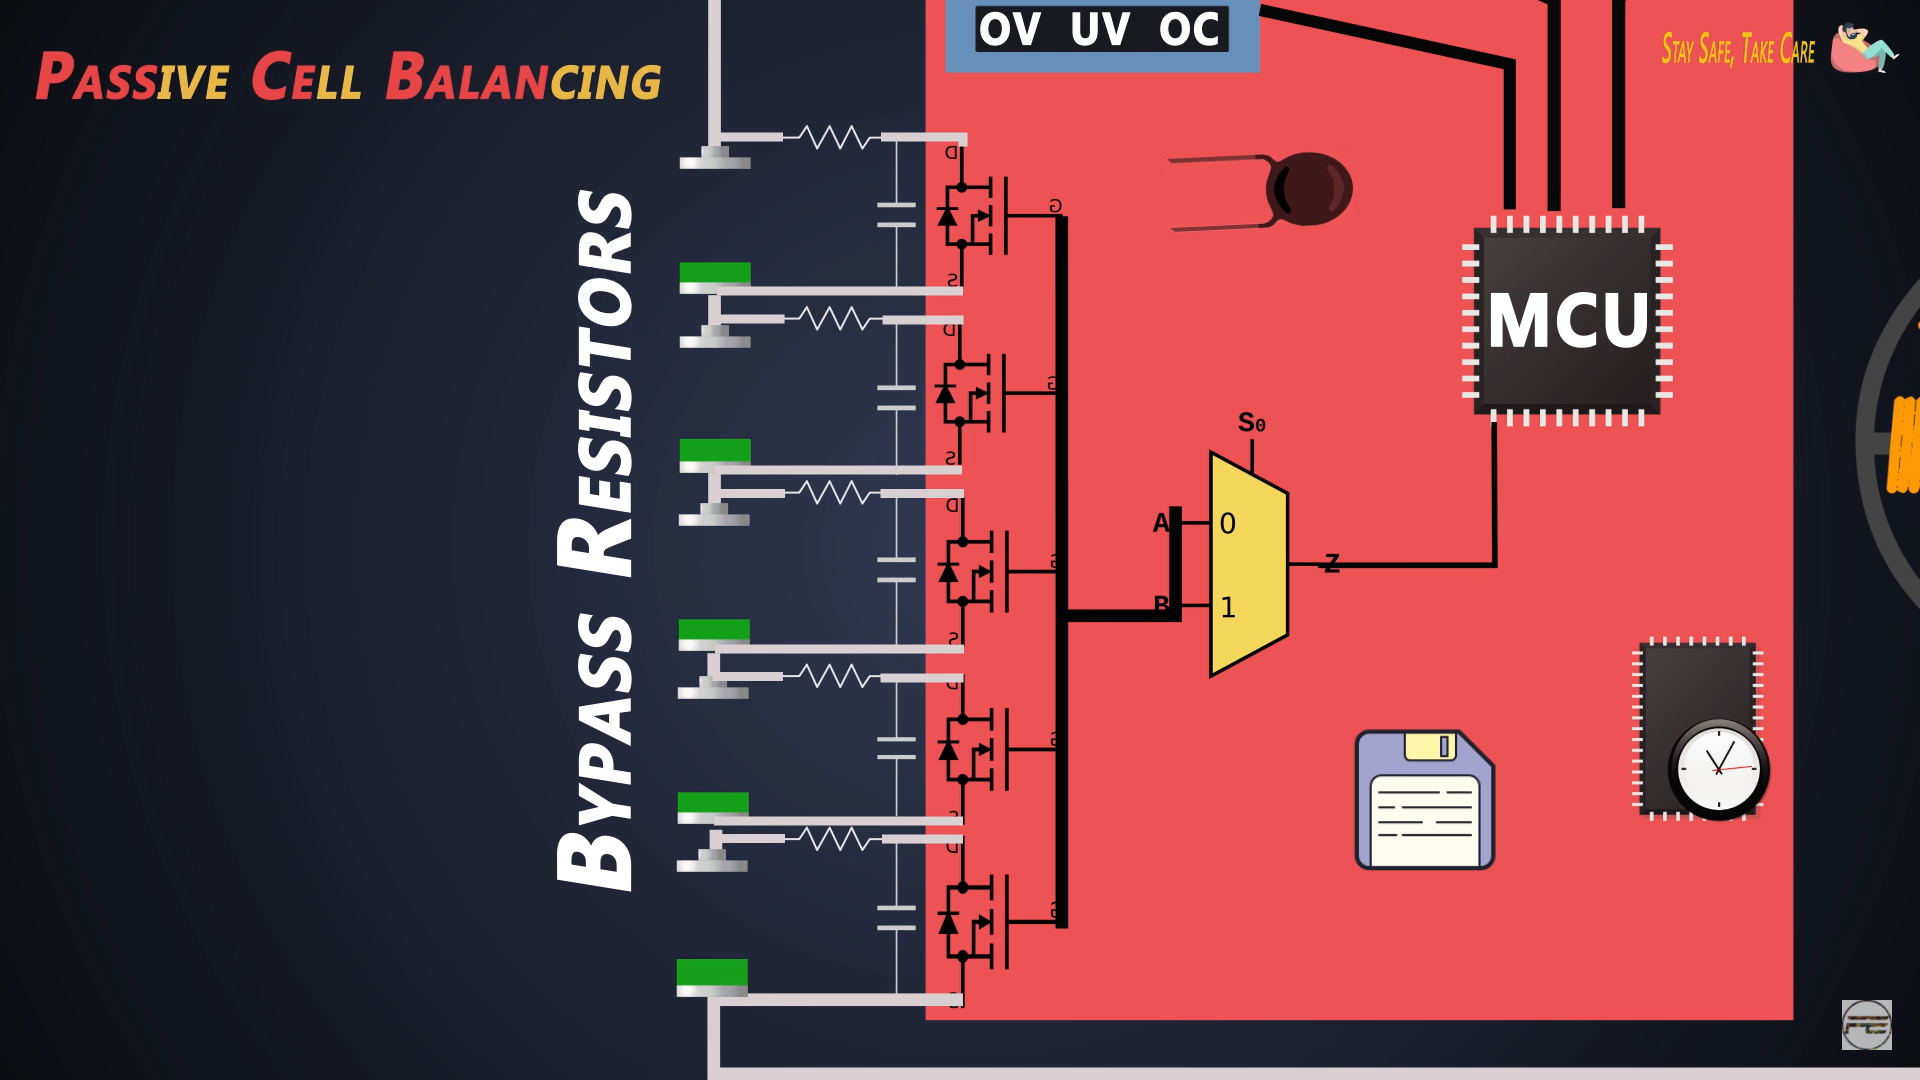 OV UV OC
PASSIVE CELL BALANCING
STAY SAFE, TAKE CARE
BYPASS RESISTORS
D
G
S
D
G
S
D
G
S
D
G
S
D
G
S
MCU
S0
A
0
Z
B
1